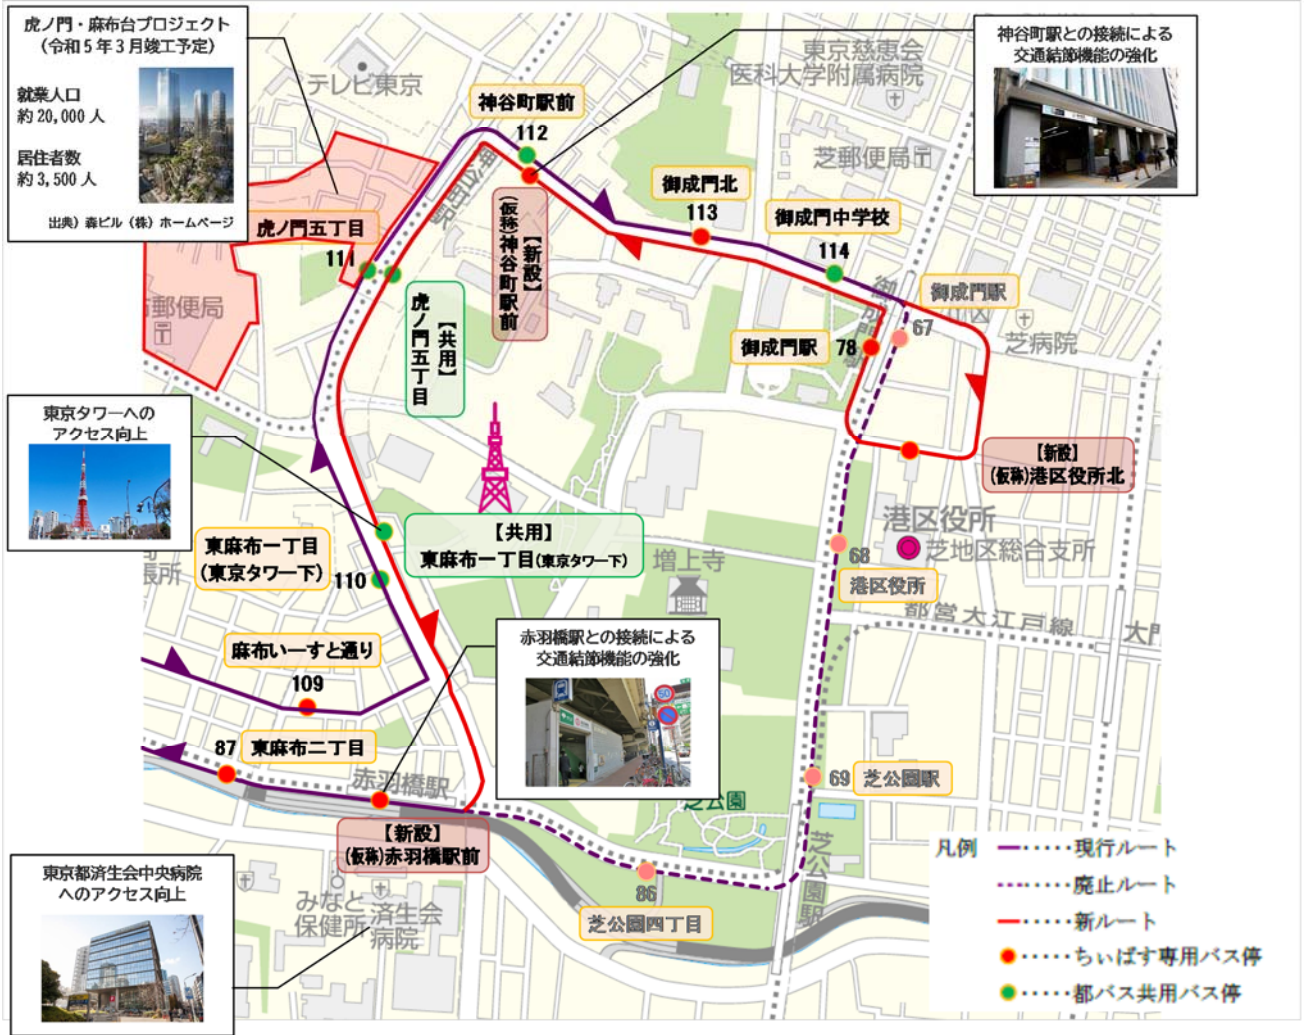 虎ノ門・麻布台プロジェクト
（令和５年３月竣工予定）
就業人口
約20,000人
居住者数
約3,500人
出典）森ビル（株）ホームページ
テレビ東京
神谷町駅前
112
東京慈恵会
医科大学附属病院
神谷町駅との接続による
交通結節機能の強化
芝郵便局
御成門北
113
御成門中学校
114
虎ノ門五丁目
111
【新設】
(仮称)神谷町駅前
神谷町駅
御成門駅
67
御成門駅
芝病院
郵便局
【共用】
虎ノ門五丁目
御成門駅
78
東京タワーへの
アクセス向上
【新設】
(仮称)港区役所北
港区役所
芝地区総合支所
【共用】
東麻布一丁目(東京タワー下)
東麻布一丁目
(東京タワー下)
110
増上寺
68
港区役所
都営大江戸線
大門
麻布いーすと通り
109
赤羽橋駅との接続による
交通結節機能の強化
87
東麻布二丁目
赤羽橋駅
69
芝公園駅
芝公園
【新設】
(仮称)赤羽橋駅前
芝公園駅
86
芝公園四丁目
東京都済生会中央病院
へのアクセス向上
みなと
保健所
済生会
病院
凡例
‥‥‥現行ルート
‥‥‥廃止ルート
‥‥‥新ルート
‥‥‥ちぃばす専用バス停
‥‥‥都バス共用バス停